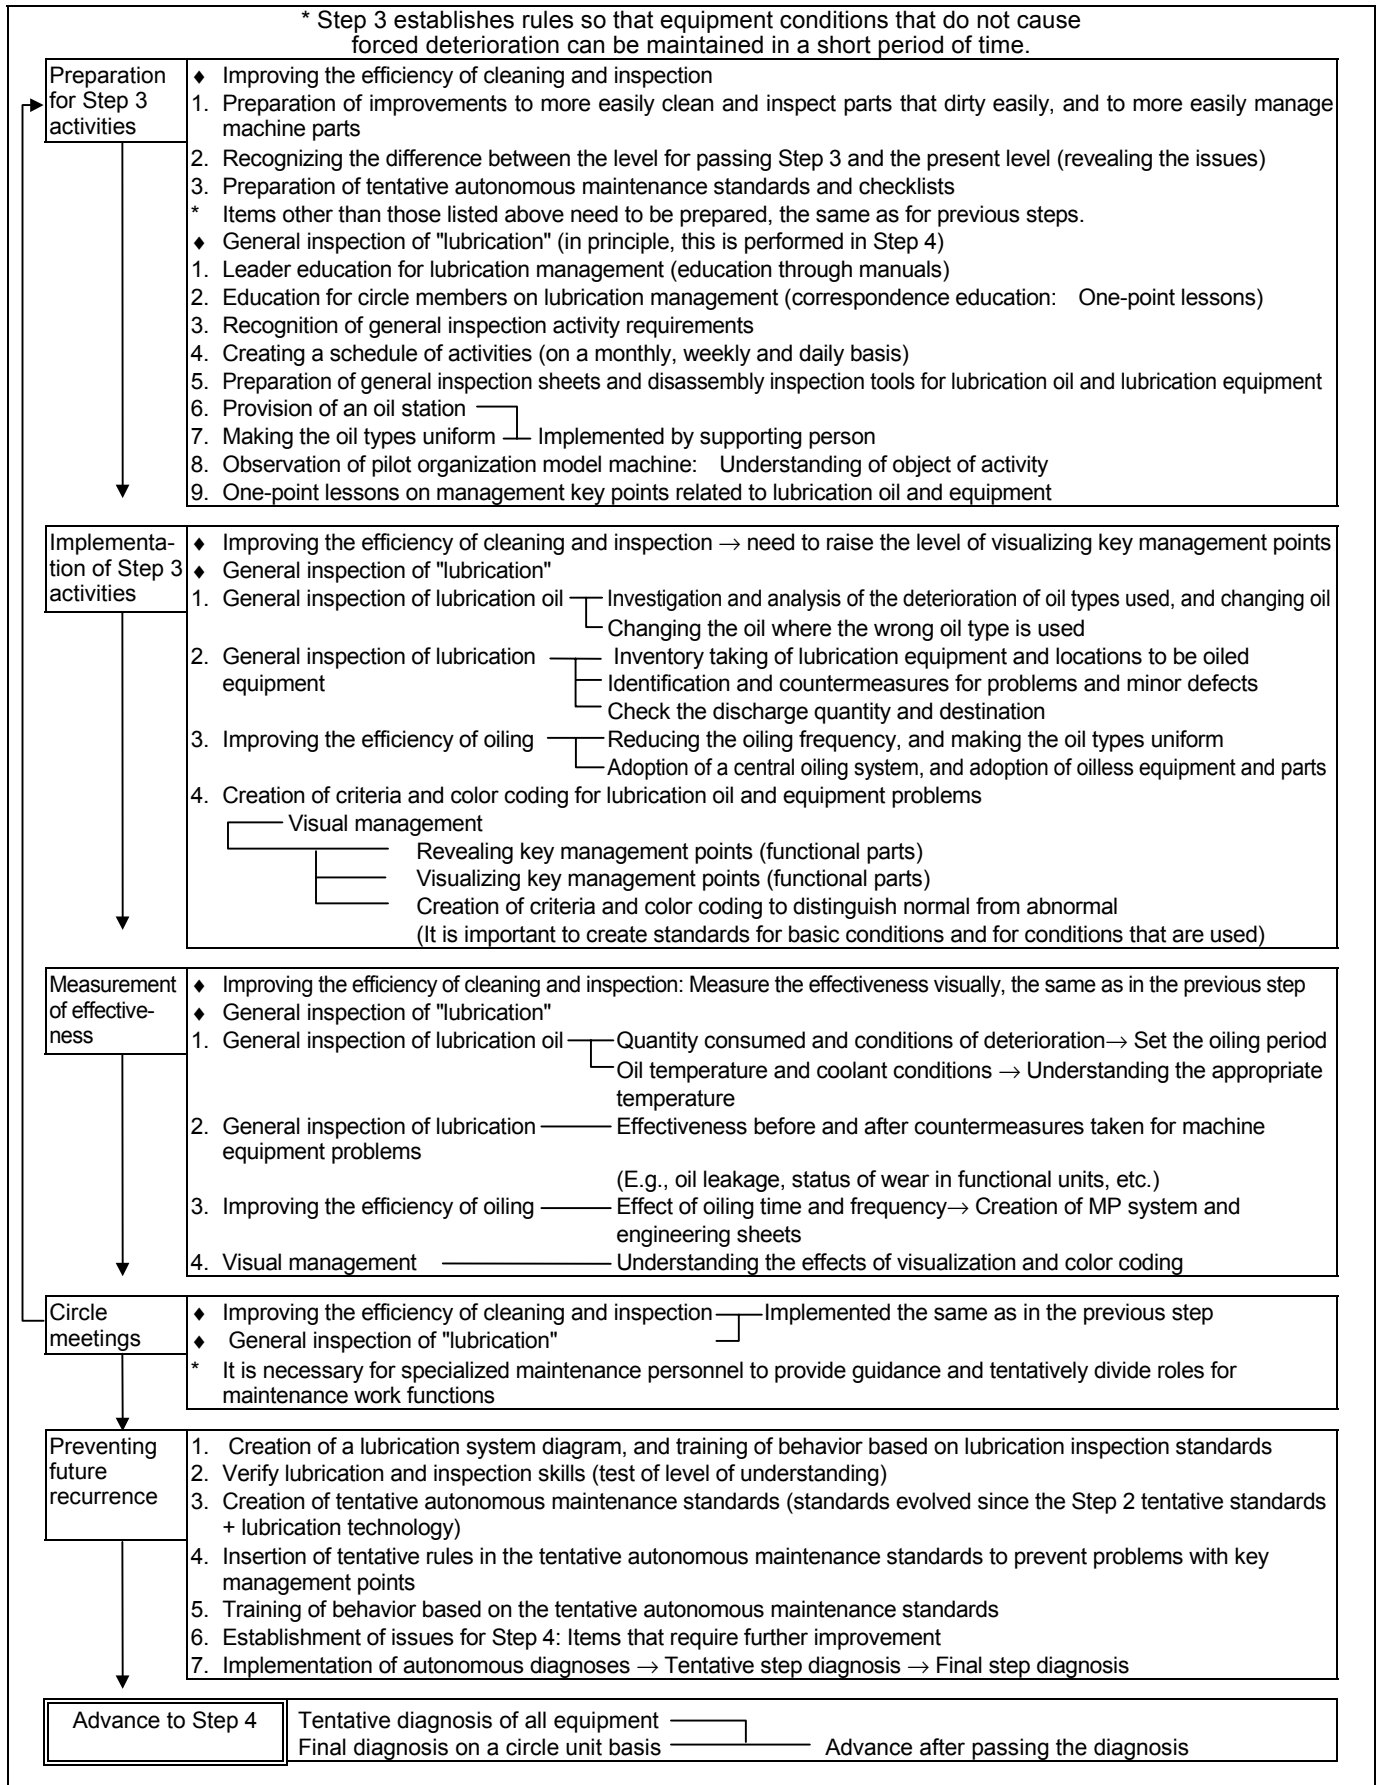 * Step 3 establishes rules so that equipment conditions that do not cause
forced deterioration can be maintained in a short period of time.
Preparation
for Step 3
activities
♦ Improving the efficiency of cleaning and inspection
1. Preparation of improvements to more easily clean and inspect parts that dirty easily, and to more easily manage
machine parts
2. Recognizing the difference between the level for passing Step 3 and the present level (revealing the issues)
3. Preparation of tentative autonomous maintenance standards and checklists
* Items other than those listed above need to be prepared, the same as for previous steps.
♦ General inspection of "lubrication" (in principle, this is performed in Step 4)
1. Leader education for lubrication management (education through manuals)
2. Education for circle members on lubrication management (correspondence education: One-point lessons)
3. Recognition of general inspection activity requirements
4. Creating a schedule of activities (on a monthly, weekly and daily basis)
5. Preparation of general inspection sheets and disassembly inspection tools for lubrication oil and lubrication equipment
6. Provision of an oil station
7. Making the oil types uniform Implemented by supporting person
8. Observation of pilot organization model machine: Understanding of object of activity
9. One-point lessons on management key points related to lubrication oil and equipment
Implementa-
tion of Step 3
activities
♦ Improving the efficiency of cleaning and inspection → need to raise the level of visualizing key management points
♦ General inspection of "lubrication"
1. General inspection of lubrication oil Investigation and analysis of the deterioration of oil types used, and changing oil
Changing the oil where the wrong oil type is used
2. General inspection of lubrication Inventory taking of lubrication equipment and locations to be oiled
equipment Identification and countermeasures for problems and minor defects
Check the discharge quantity and destination
3. Improving the efficiency of oiling Reducing the oiling frequency, and making the oil types uniform
Adoption of a central oiling system, and adoption of oilless equipment and parts
4. Creation of criteria and color coding for lubrication oil and equipment problems
Visual management
Revealing key management points (functional parts)
Visualizing key management points (functional parts)
Creation of criteria and color coding to distinguish normal from abnormal
(It is important to create standards for basic conditions and for conditions that are used)
Measurement
of effective-
ness
♦ Improving the efficiency of cleaning and inspection: Measure the effectiveness visually, the same as in the previous step
♦ General inspection of "lubrication"
1. General inspection of lubrication oil Quantity consumed and conditions of deterioration→ Set the oiling period
Oil temperature and coolant conditions → Understanding the appropriate
temperature
2. General inspection of lubrication Effectiveness before and after countermeasures taken for machine
equipment problems
(E.g., oil leakage, status of wear in functional units, etc.)
3. Improving the efficiency of oiling Effect of oiling time and frequency→ Creation of MP system and
engineering sheets
4. Visual management Understanding the effects of visualization and color coding
Circle
meetings
♦ Improving the efficiency of cleaning and inspection Implemented the same as in the previous step
♦ General inspection of "lubrication"
* It is necessary for specialized maintenance personnel to provide guidance and tentatively divide roles for
maintenance work functions
Preventing
future
recurrence
1. Creation of a lubrication system diagram, and training of behavior based on lubrication inspection standards
2. Verify lubrication and inspection skills (test of level of understanding)
3. Creation of tentative autonomous maintenance standards (standards evolved since the Step 2 tentative standards
+ lubrication technology)
4. Insertion of tentative rules in the tentative autonomous maintenance standards to prevent problems with key
management points
5. Training of behavior based on the tentative autonomous maintenance standards
6. Establishment of issues for Step 4: Items that require further improvement
7. Implementation of autonomous diagnoses → Tentative step diagnosis → Final step diagnosis
Advance to Step 4
Tentative diagnosis of all equipment
Final diagnosis on a circle unit basis Advance after passing the diagnosis